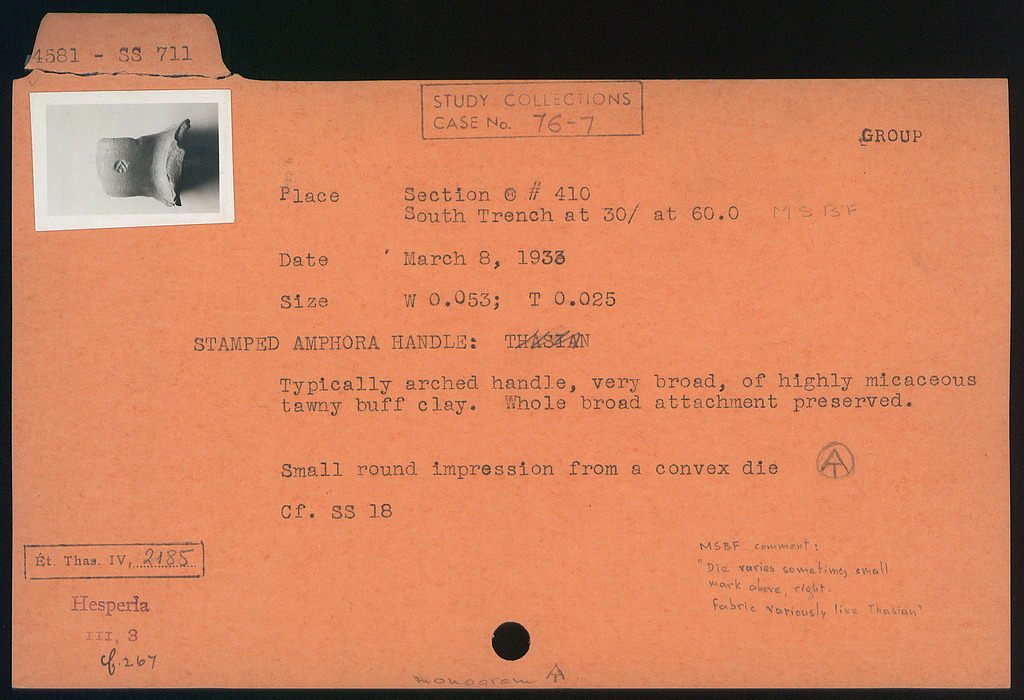 4581 - SS 711
STUDY COLLECTIONS
CASE No. 76-7
GROUP
Place Section # 410
South Trench at 30/ at 60.0 MSBF
Date March 8, 1933
Size W 0.053; T 0.025
STAMPED AMPHORA HANDLE: THASIAN
Typically arched handle, very broad, of highly micaceous
tawny buff clay. Whole broad attachment preserved.
Small round impression from a convex die
Cf. SS 18
Ét. Thas. IV, 2185
Hesperia
III, 3
cf. 267
MSBF comment:
"Die varies sometimes small
mark above, right.
Fabric variously like Thasian"
monogram